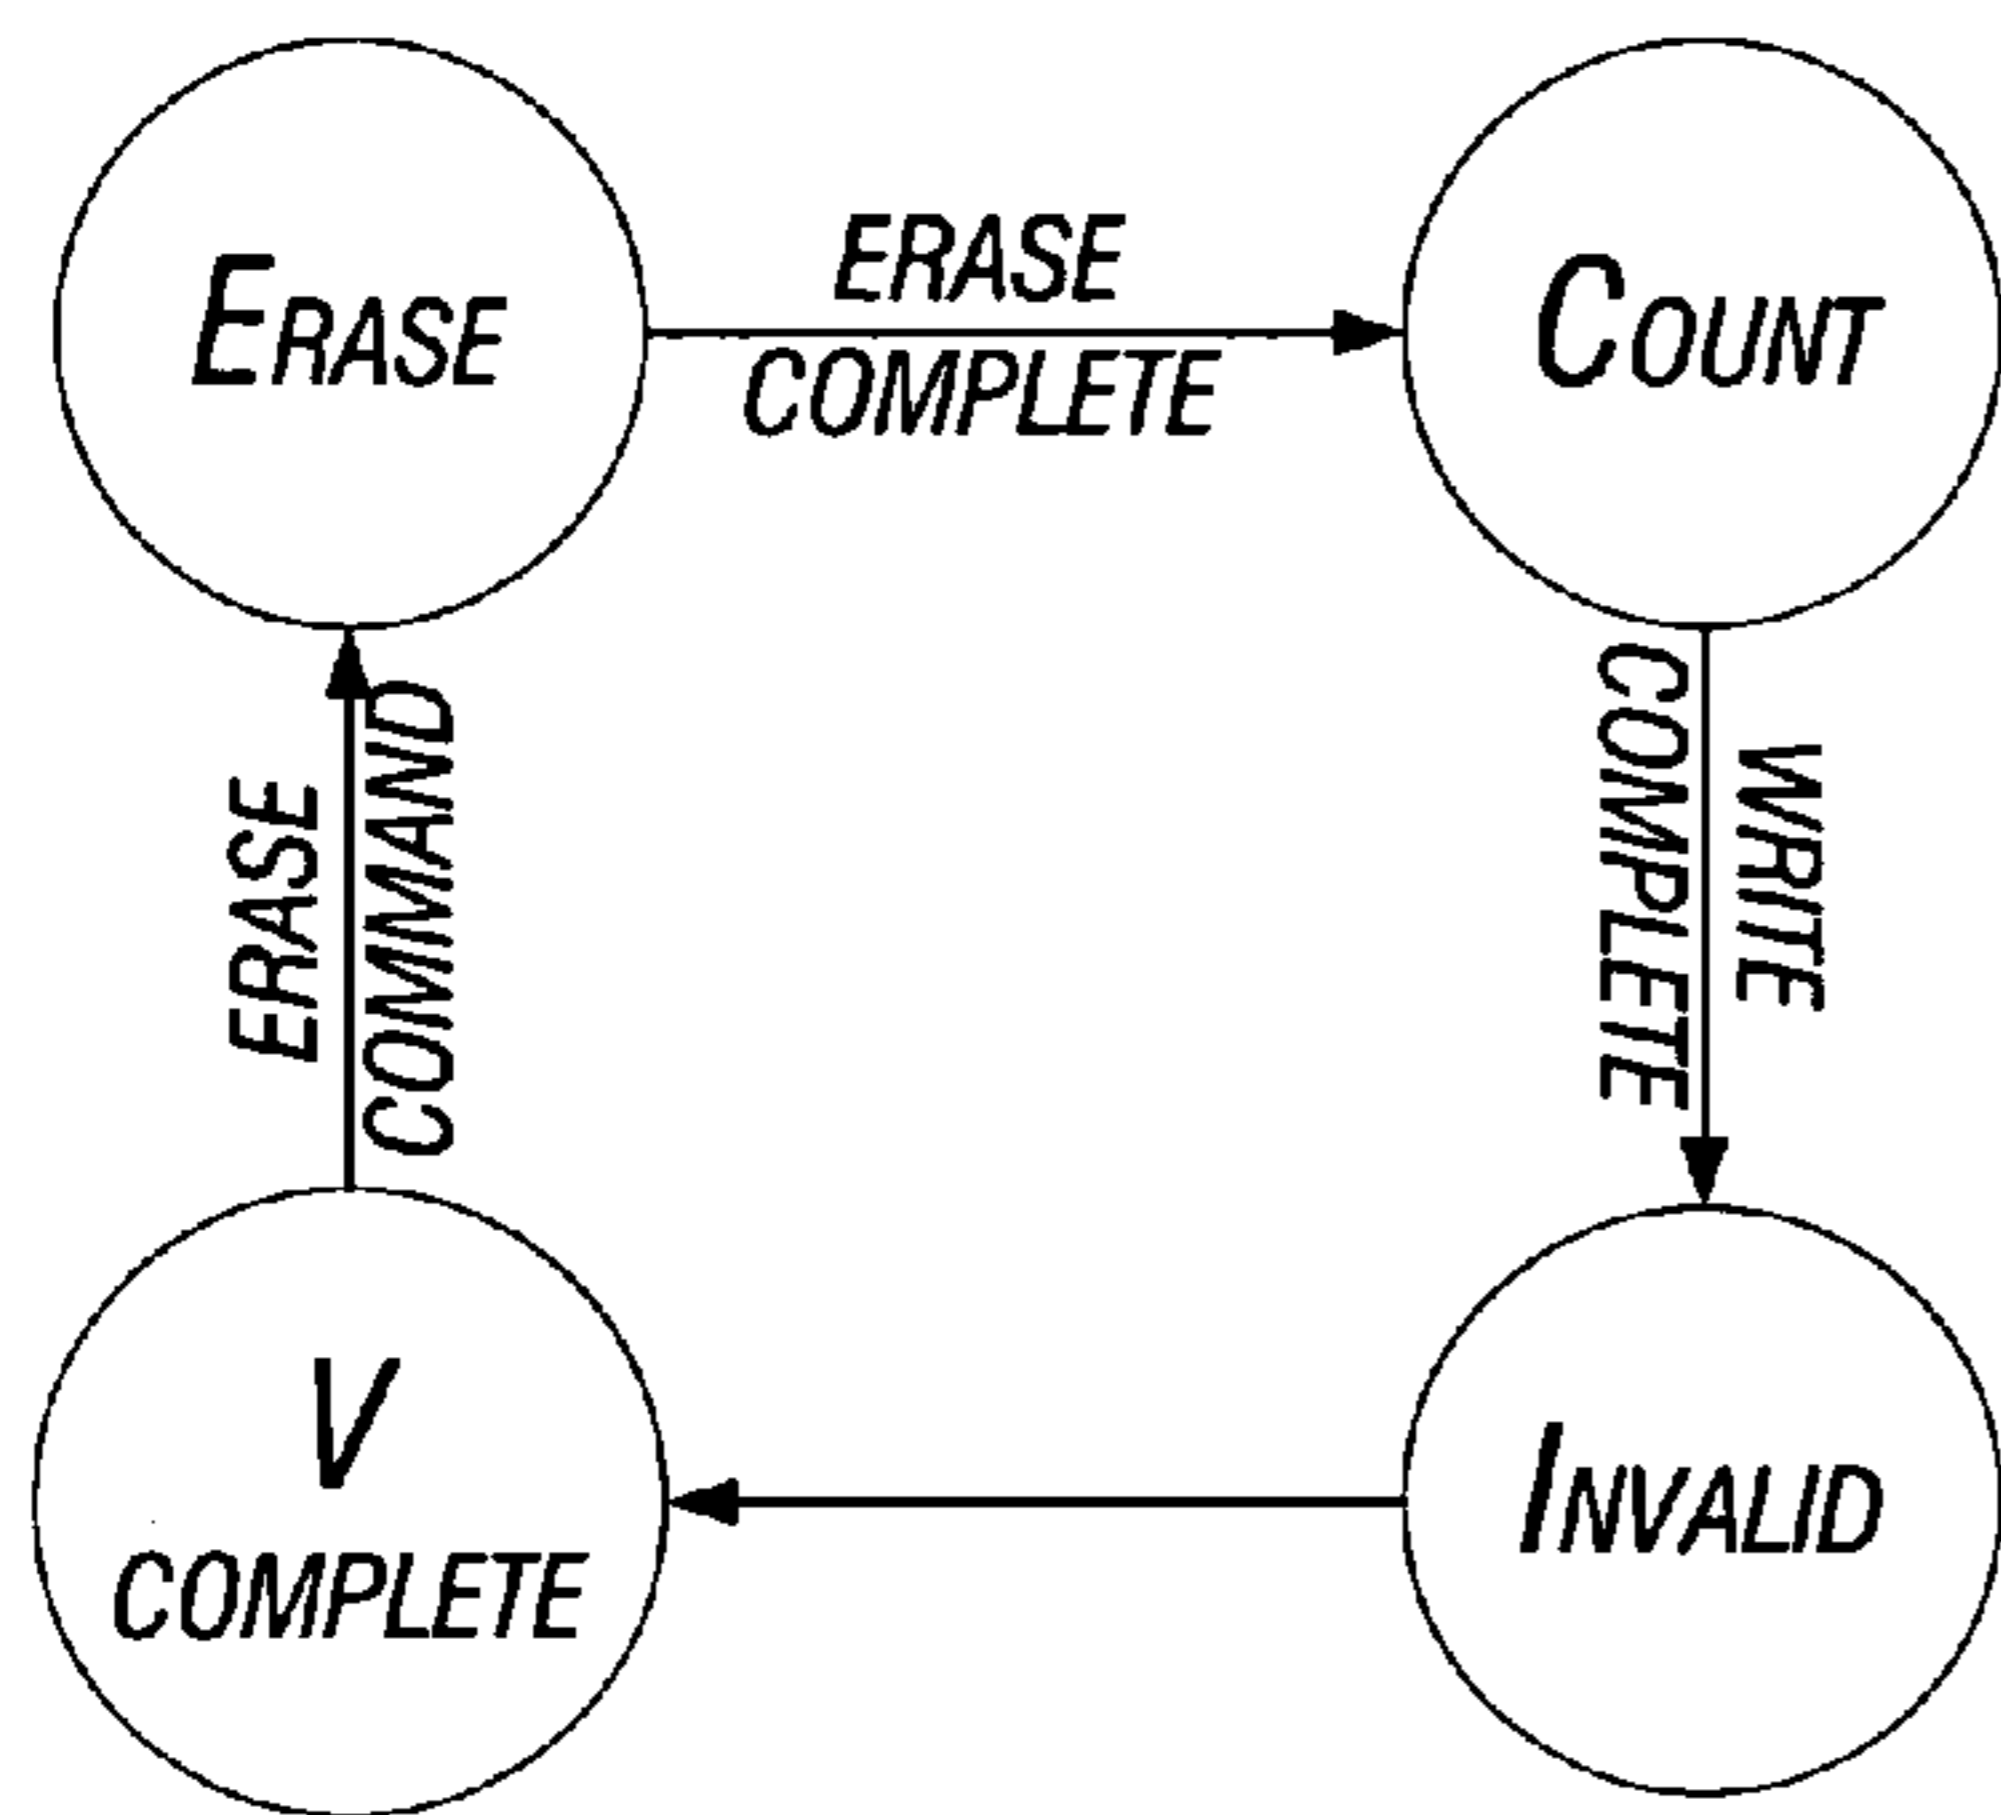 ERASE
ERASE
COMPLETE
COUNT
ERASE
COMMAND
WRITE
COMPLETE
V
COMPLETE
INVALID